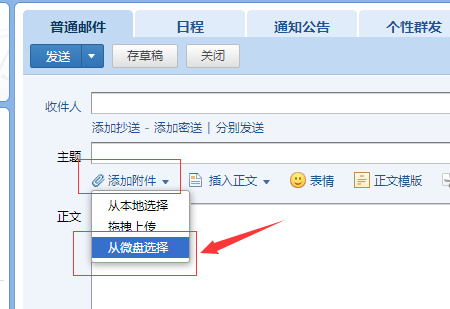 普通邮件 日程 通知公告 个性群发
发送 存草稿 关闭
收件人
添加抄送 - 添加密送 | 分别发送
主题
添加附件 插入正文 表情 正文模版
从本地选择
正文
拖拽上传
从微盘选择